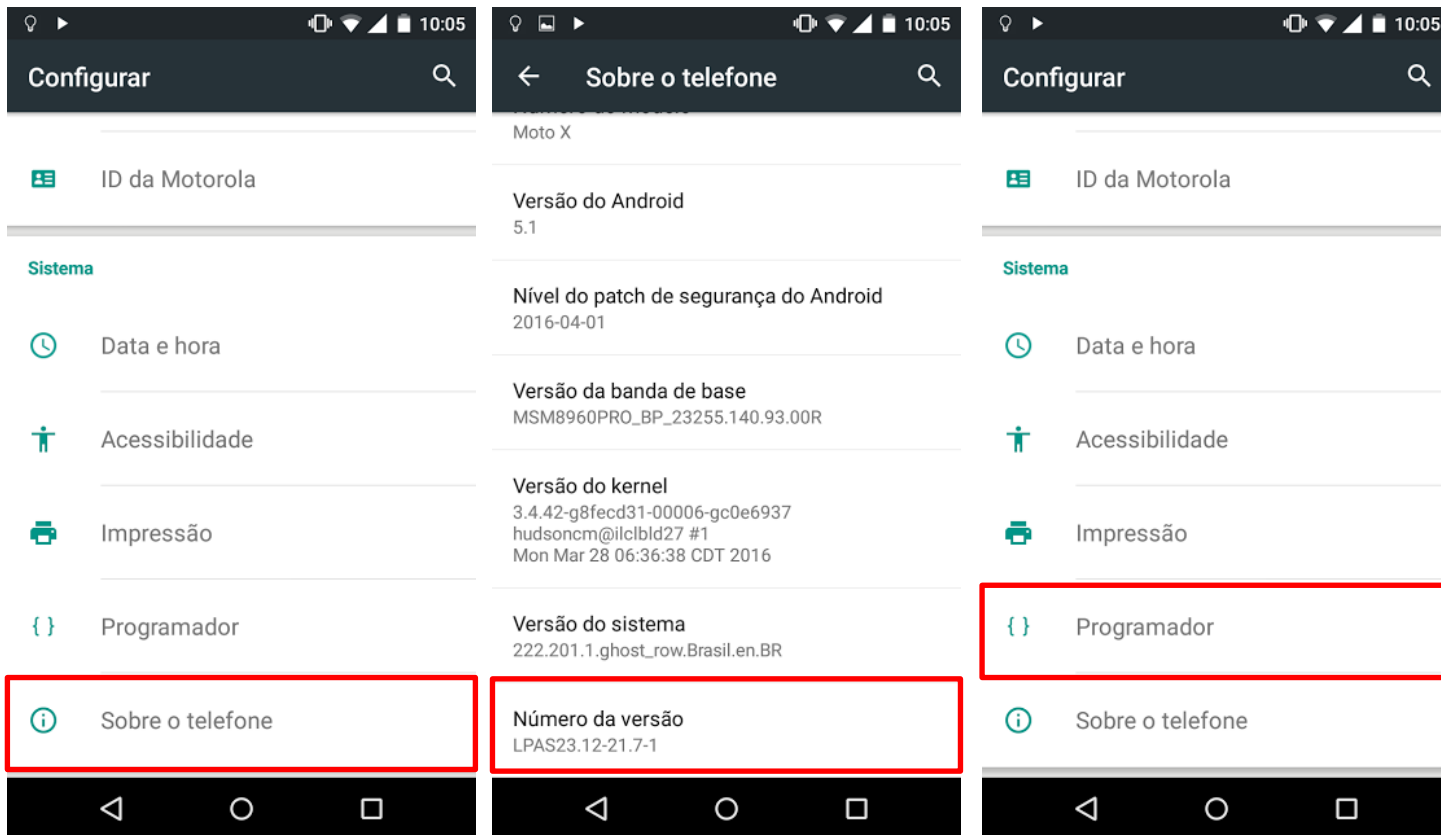 10:05
Configurar
ID da Motorola
Sistema
Data e hora
Acessibilidade
Impressão
{ } Programador
Sobre o telefone
10:05
Sobre o telefone
Moto X
Versão do Android
5.1
Nível do patch de segurança do Android
2016-04-01
Versão da banda de base
MSM8960PRO_BP_23255.140.93.00R
Versão do kernel
3.4.42-g8fecd31-00006-gc0e6937
hudsoncm@ilclbld27 #1
Mon Mar 28 06:36:38 CDT 2016
Versão do sistema
222.201.1.ghost_row.Brasil.en.BR
Número da versão
LPAS23.12-21.7-1
10:05
Configurar
ID da Motorola
Sistema
Data e hora
Acessibilidade
Impressão
{ } Programador
Sobre o telefone